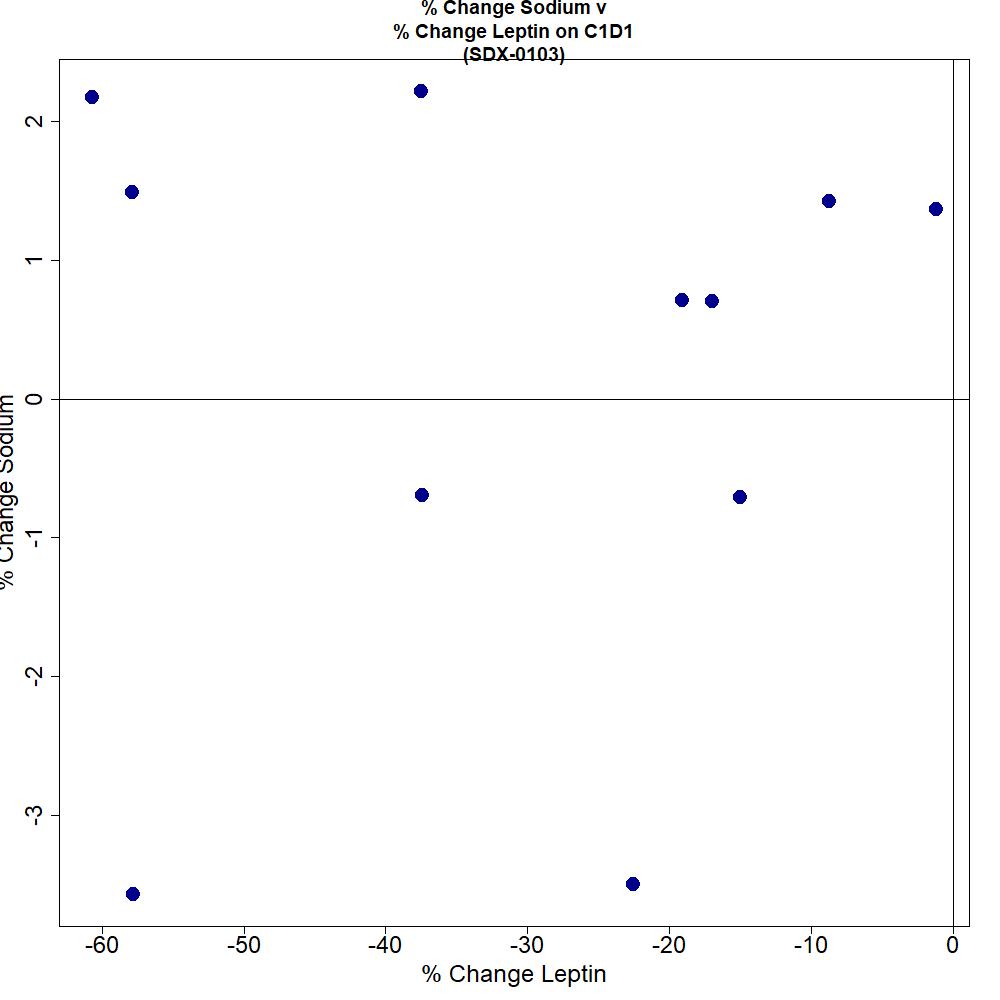 % Change Sodium v
% Change Leptin on C1D1
(SDX-0103)
% Change Sodium
2
1
0
-1
-2
-3
-60
-50
-40
-30
-20
-10
0
% Change Leptin